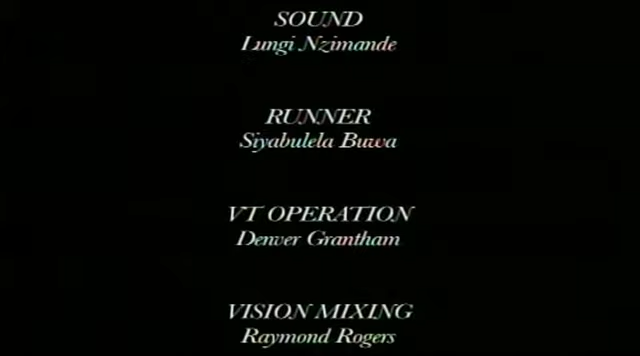 SOUND
Lungi Nzimande
RUNNER
Siyabulela Buwa
VT OPERATION
Denver Grantham
VISION MIXING
Raymond Rogers